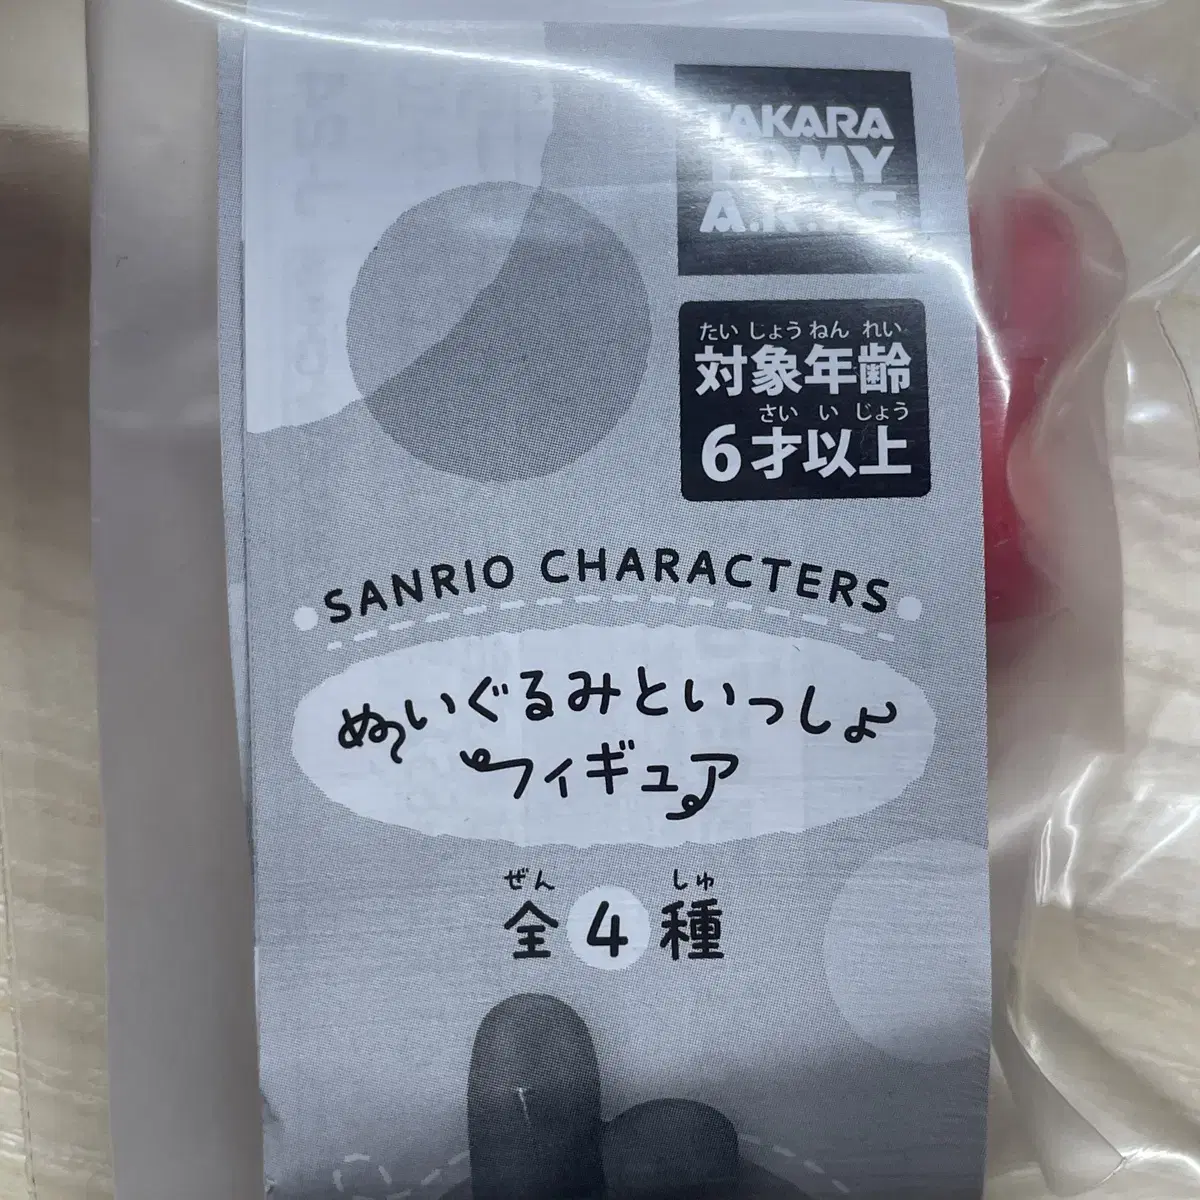 TAKARA
TOMY
A.R.T.S
たいじょうねんれい
対象年齢
さいいじょう
6才以上
SANRIO CHARACTERS
ぬいぐるみといっしょ
フィギュア
ぜん しゅ
全4種